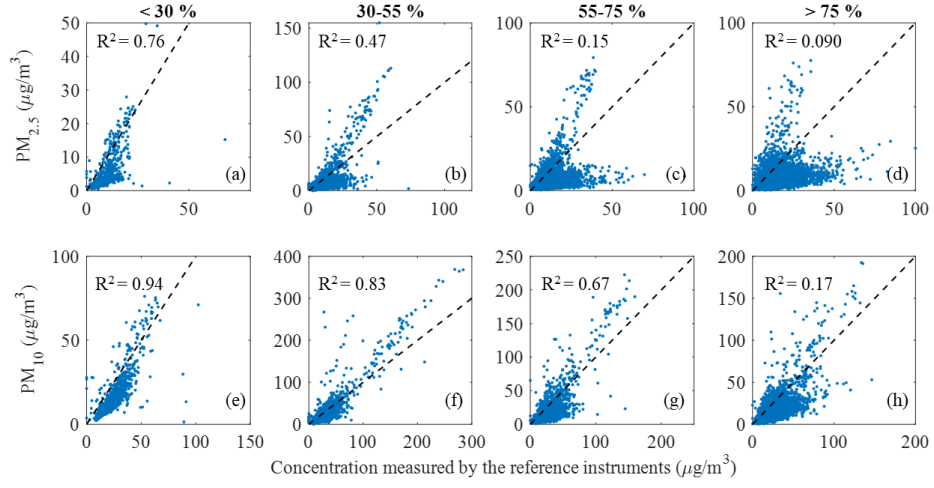 < 30 %
30-55 %
55-75 %
> 75 %
PM2.5 (μg/m3)
50
40
30
20
10
0
0
50
R2 = 0.76
(a)
150
100
50
0
0
50
100
R2 = 0.47
(b)
100
50
0
0
50
100
R2 = 0.15
(c)
100
50
0
0
50
100
R2 = 0.090
(d)
PM10 (μg/m3)
100
50
0
0
50
100
150
R2 = 0.94
(e)
400
300
200
100
0
0
100
200
300
R2 = 0.83
(f)
250
200
150
100
50
0
0
100
200
R2 = 0.67
(g)
200
150
100
50
0
0
100
200
R2 = 0.17
(h)
Concentration measured by the reference instruments (μg/m3)